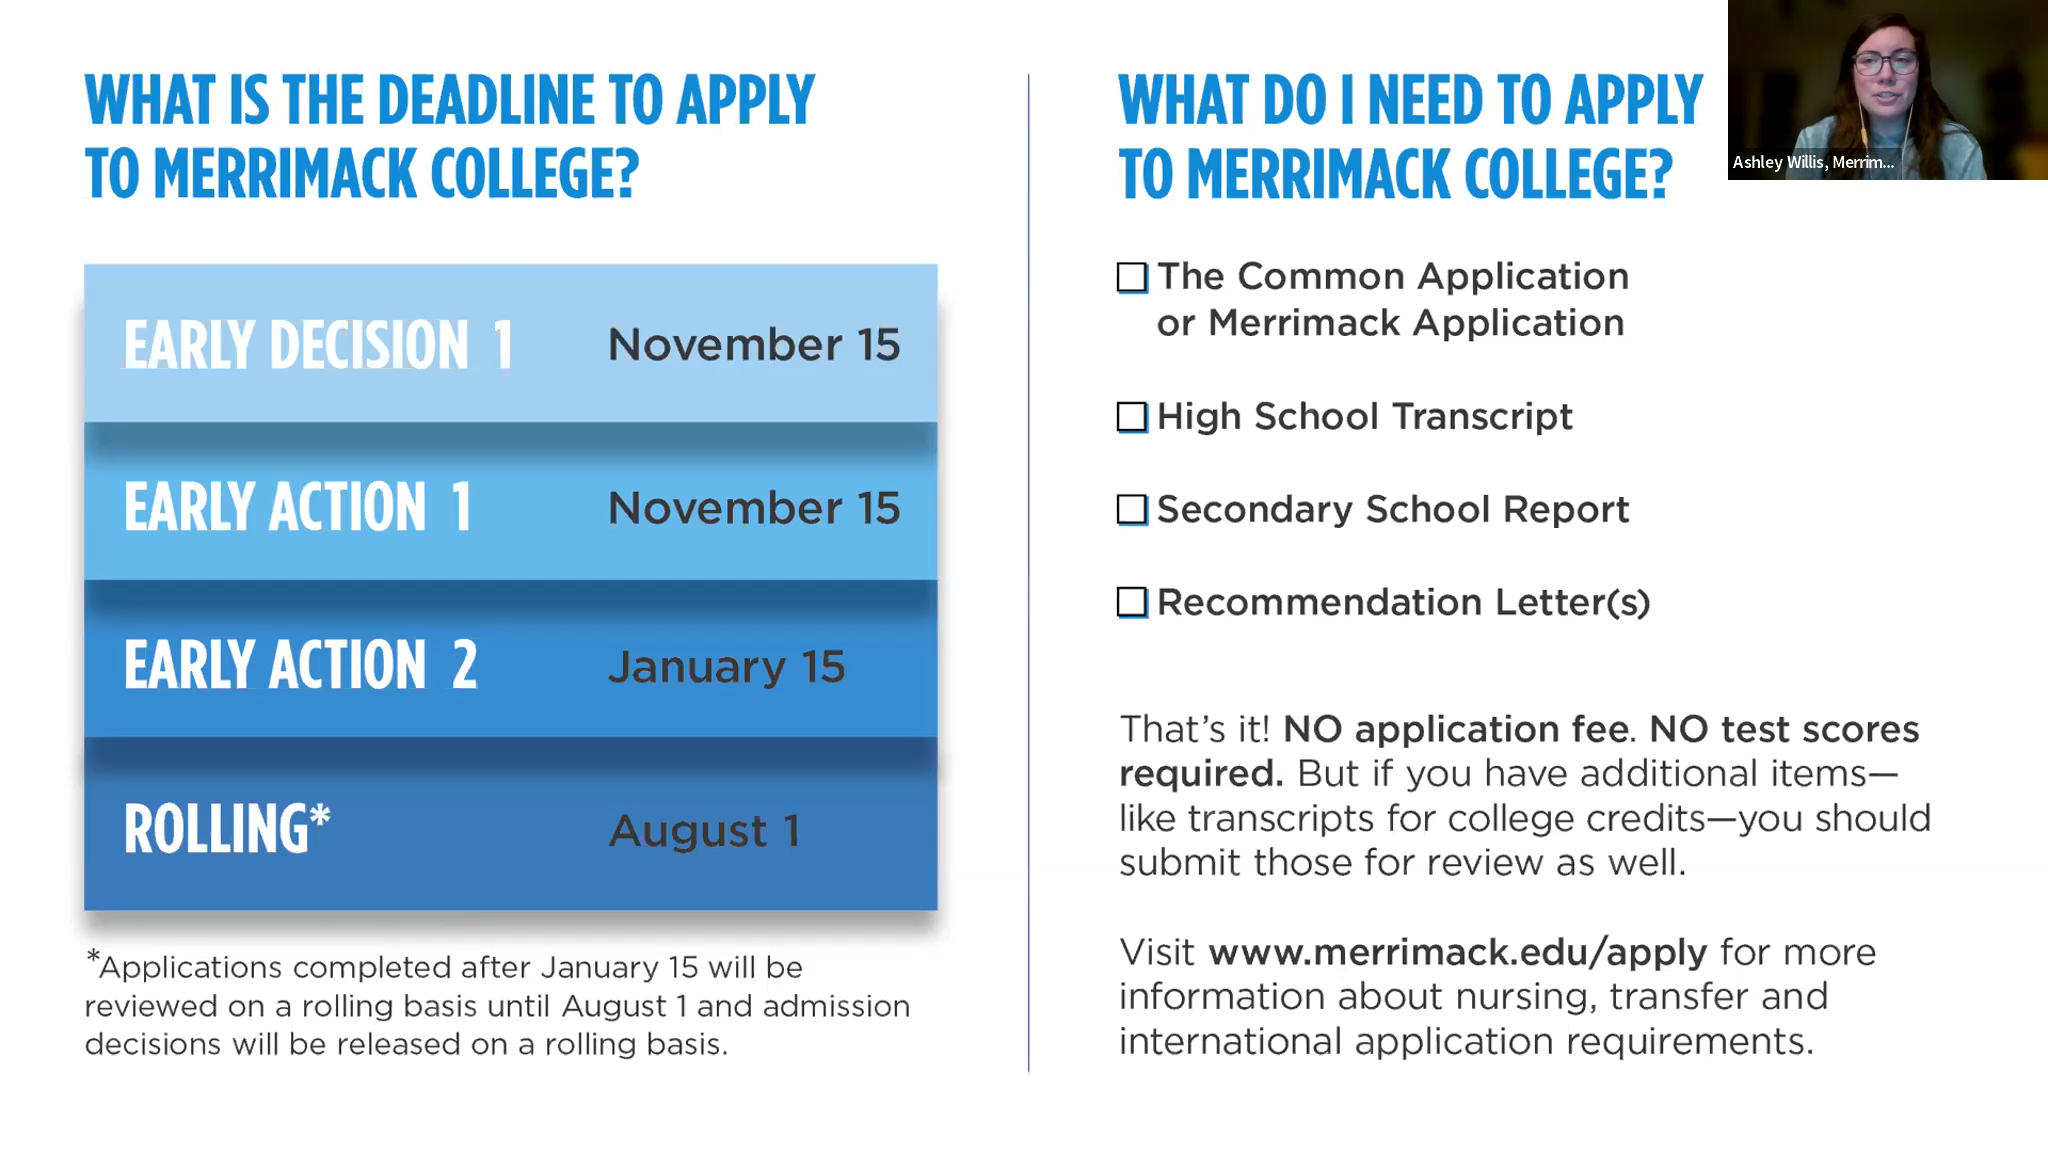 WHAT IS THE DEADLINE TO APPLY
TO MERRIMACK COLLEGE?
EARLY DECISION 1 November 15
EARLY ACTION 1 November 15
EARLY ACTION 2 January 15
ROLLING* August 1
*Applications completed after January 15 will be
reviewed on a rolling basis until August 1 and admission
decisions will be released on a rolling basis.
WHAT DO I NEED TO APPLY
TO MERRIMACK COLLEGE?
The Common Application
or Merrimack Application
High School Transcript
Secondary School Report
Recommendation Letter(s)
That's it! NO application fee. NO test scores
required. But if you have additional items—
like transcripts for college credits—you should
submit those for review as well.
Visit www.merrimack.edu/apply for more
information about nursing, transfer and
international application requirements.
Ashley Willis, Merrim...